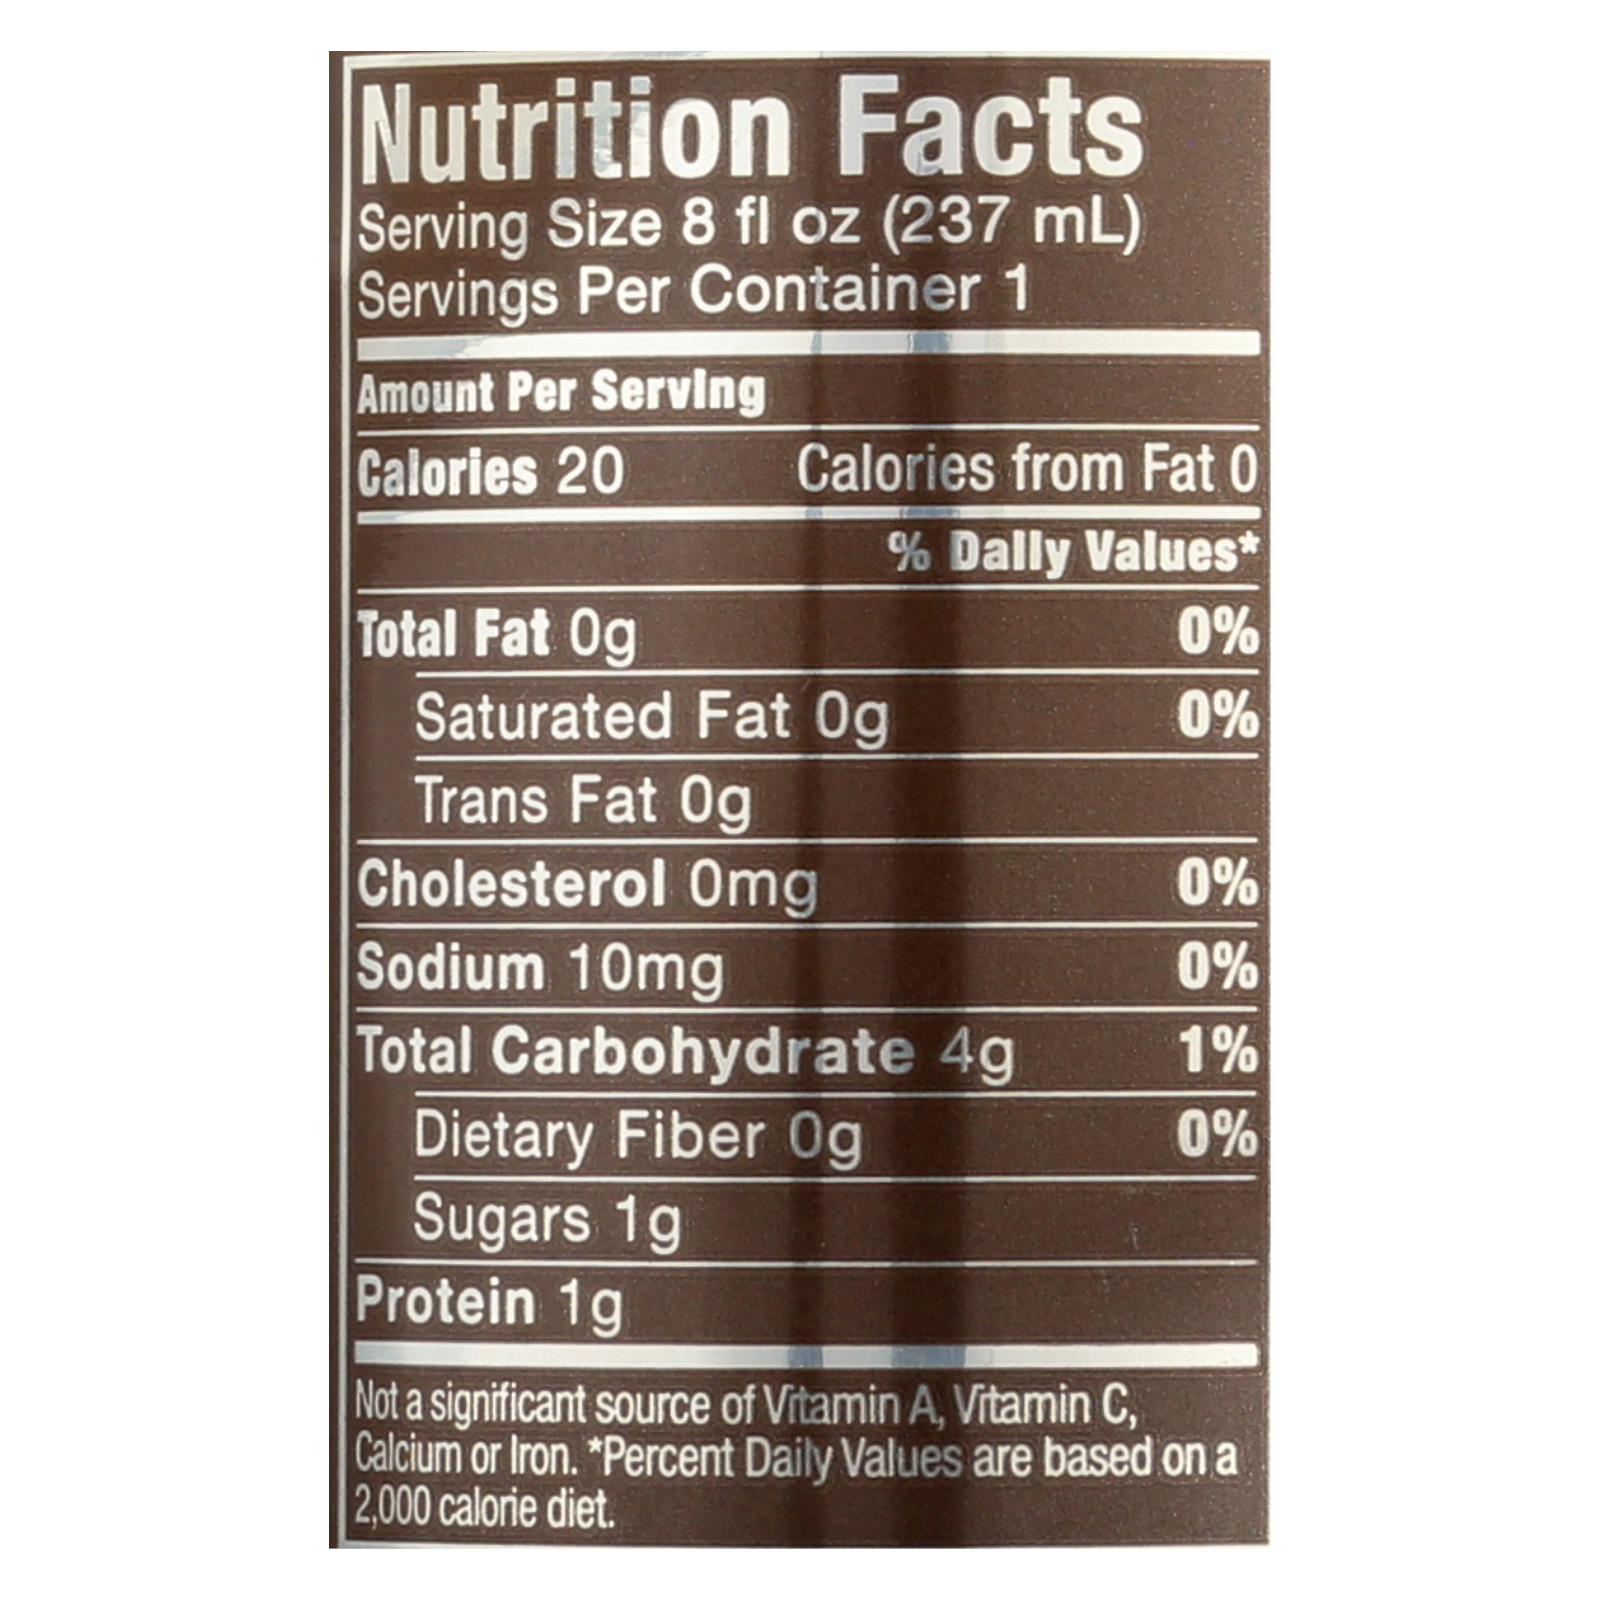 Nutrition Facts
Serving Size 8 fl oz (237 mL)
Servings Per Container 1
Amount Per Serving
Calories 20 Calories from Fat 0
% Daily Values*
Total Fat 0g 0%
Saturated Fat 0g 0%
Trans Fat 0g
Cholesterol 0mg 0%
Sodium 10mg 0%
Total Carbohydrate 4g 1%
Dietary Fiber 0g 0%
Sugars 1g
Protein 1g
Not a significant source of Vitamin A, Vitamin C,
Calcium or Iron. *Percent Daily Values are based on a
2,000 calorie diet.